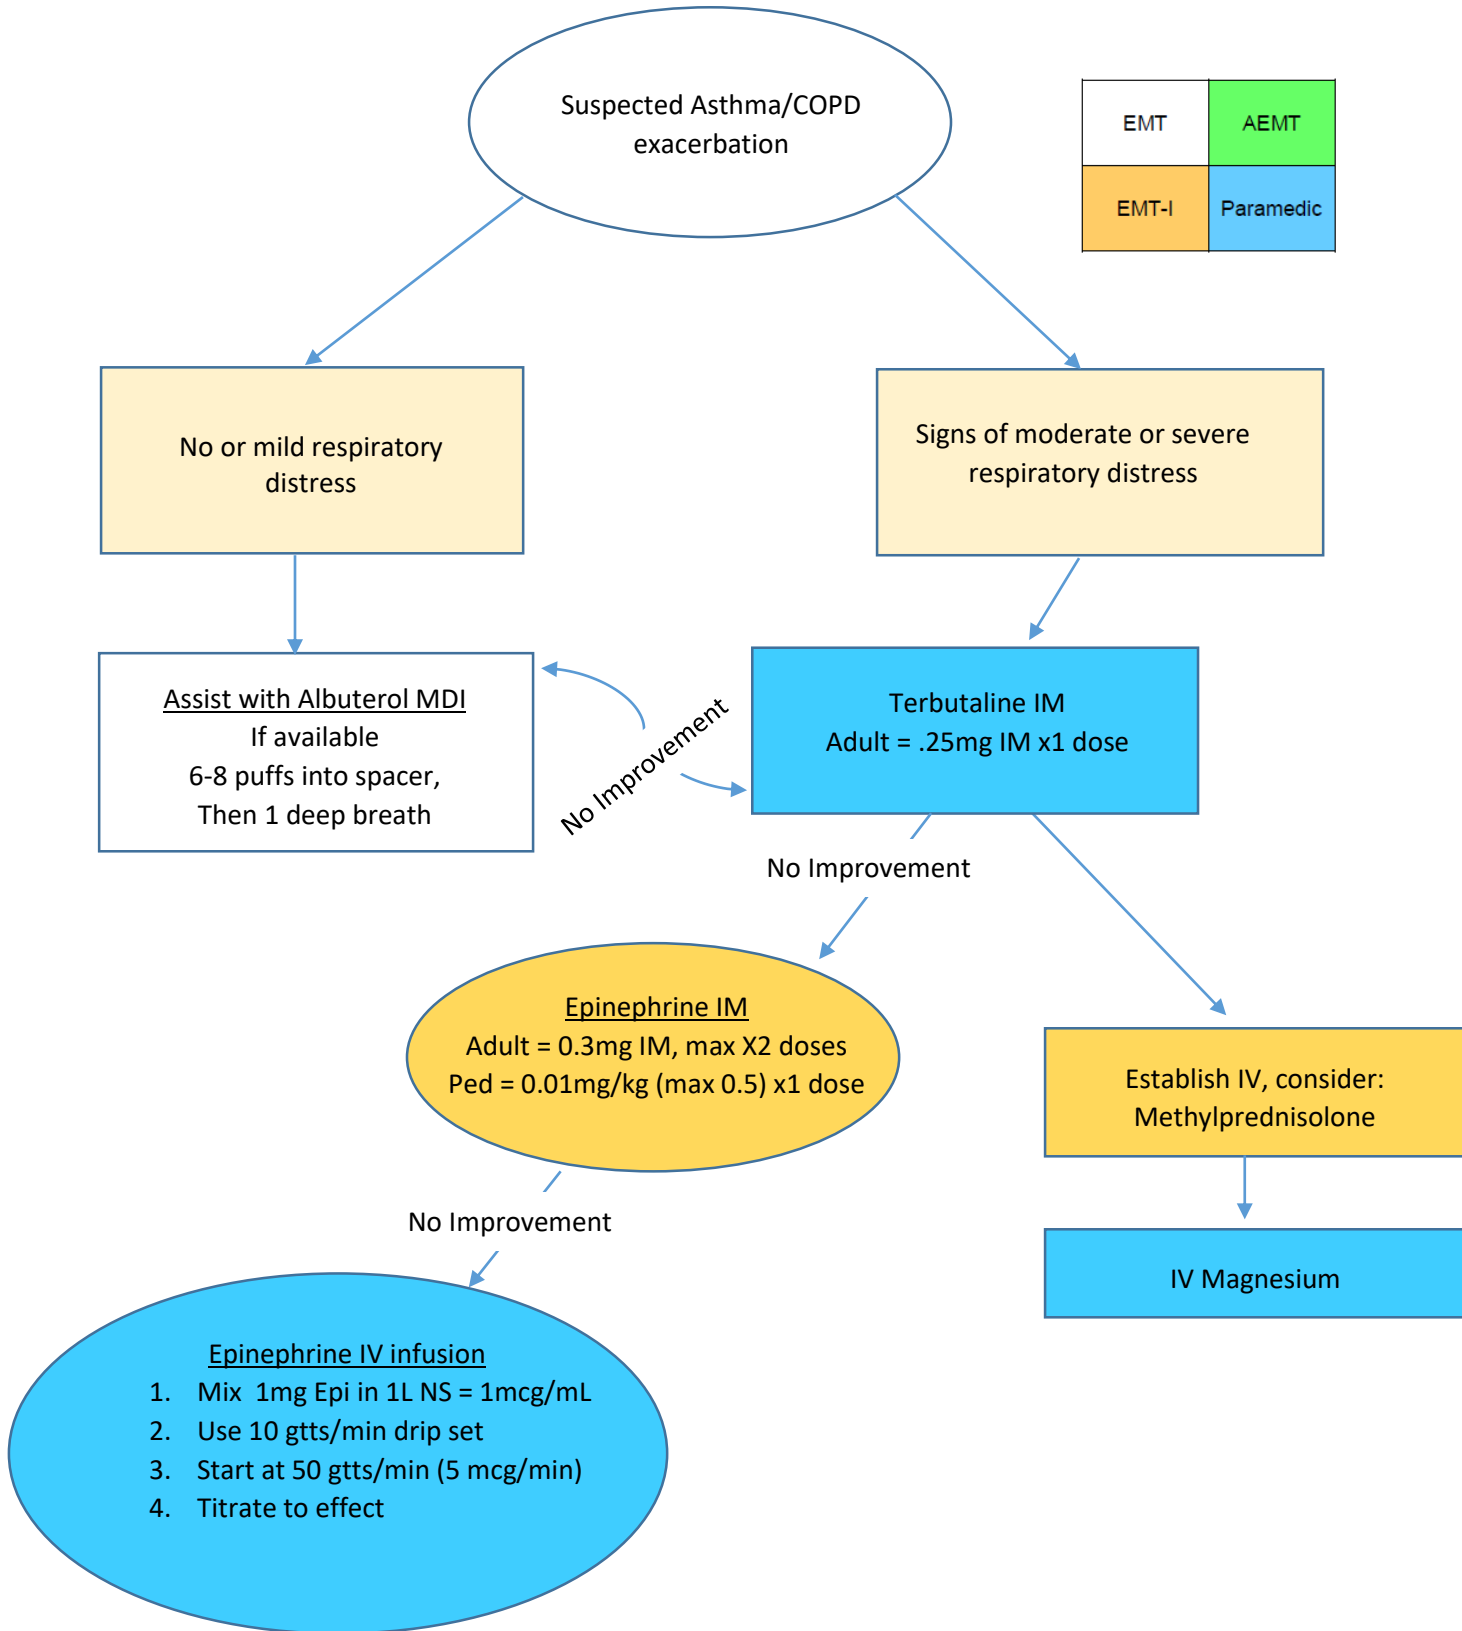 Suspected Asthma/COPD
exacerbation
EMT
AEMT
EMT-I
Paramedic
No or mild respiratory
distress
Signs of moderate or severe
respiratory distress
Assist with Albuterol MDI
If available
6-8 puffs into spacer,
Then 1 deep breath
No Improvement
Terbutaline IM
Adult = .25mg IM x1 dose
No Improvement
Epinephrine IM
Adult = 0.3mg IM, max X2 doses
Ped = 0.01mg/kg (max 0.5) x1 dose
Establish IV, consider:
Methylprednisolone
No Improvement
IV Magnesium
Epinephrine IV infusion
1. Mix 1mg Epi in 1L NS = 1mcg/mL
2. Use 10 gtts/min drip set
3. Start at 50 gtts/min (5 mcg/min)
4. Titrate to effect